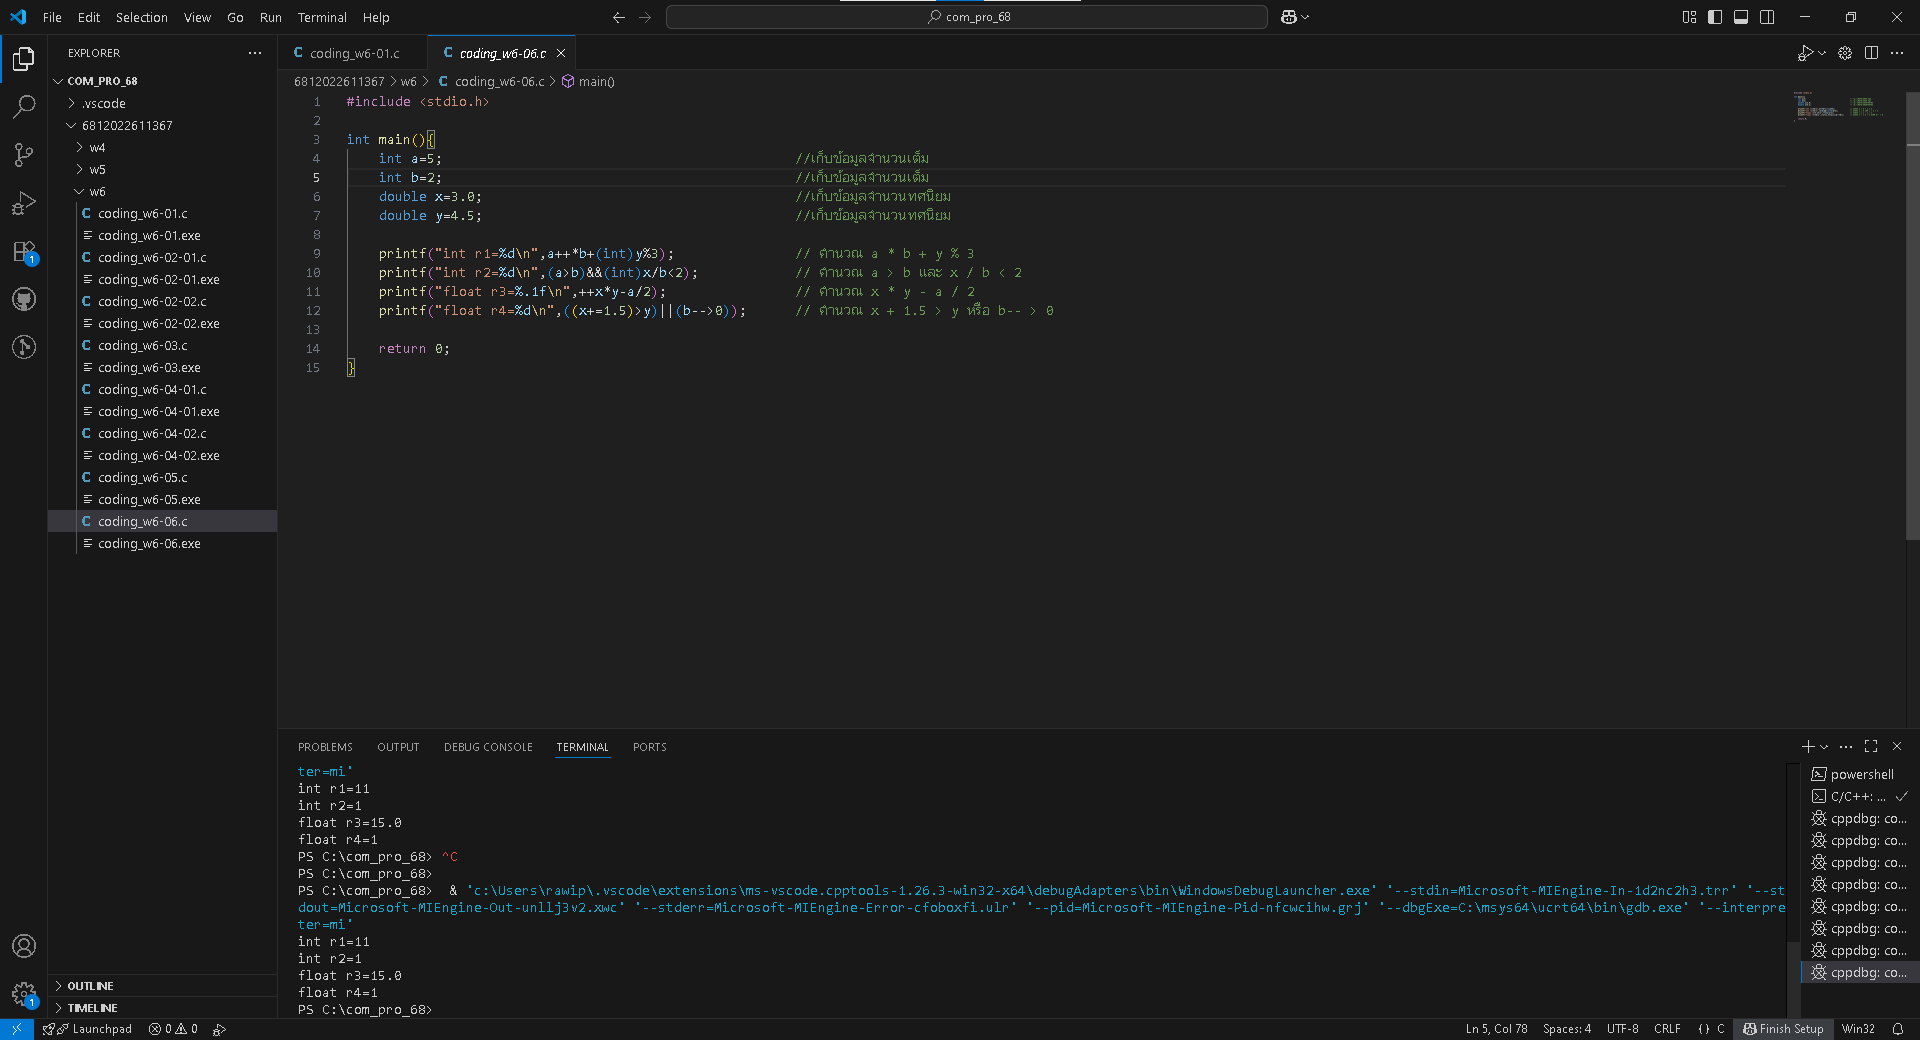 File Edit Selection View Go Run Terminal Help
com_pro_68
EXPLORER
COM_PRO_68
.vscode
6812022611367
w4
w5
w6
coding_w6-01.c
coding_w6-01.exe
coding_w6-02-01.c
coding_w6-02-01.exe
coding_w6-02-02.c
coding_w6-02-02.exe
coding_w6-03.c
coding_w6-03.exe
coding_w6-04-01.c
coding_w6-04-01.exe
coding_w6-04-02.c
coding_w6-04-02.exe
coding_w6-05.c
coding_w6-05.exe
coding_w6-06.c
coding_w6-06.exe
OUTLINE
TIMELINE
1
1
C coding_w6-01.c C coding_w6-06.c
6812022611367 > w6 > C coding_w6-06.c > main()
1 #include <stdio.h>
2
3 int main(){
4 int a=5; //เก็บข้อมูลจำนวนเต็ม
5 int b=2; //เก็บข้อมูลจำนวนเต็ม
6 double x=3.0; //เก็บข้อมูลจำนวนทศนิยม
7 double y=4.5; //เก็บข้อมูลจำนวนทศนิยม
8
9 printf("int r1=%d\n",a++*b+(int)y%3); // คำนวณ a * b + y % 3
10 printf("int r2=%d\n",(a>b)&&(int)x/b<2); // คำนวณ a > b และ x / b < 2
11 printf("float r3=%.1f\n",++x*y-a/2); // คำนวณ x * y - a / 2
12 printf("float r4=%d\n",((x+=1.5)>y)||(b-->0)); // คำนวณ x + 1.5 > y หรือ b-- > 0
13
14 return 0;
15 }
PROBLEMS OUTPUT DEBUG CONSOLE TERMINAL PORTS
ter=mi'
int r1=11
int r2=1
float r3=15.0
float r4=1
PS C:\com_pro_68> ^C
PS C:\com_pro_68>
PS C:\com_pro_68> & 'c:\Users\rawip\.vscode\extensions\ms-vscode.cpptools-1.26.3-win32-x64\debugAdapters\bin\WindowsDebugLauncher.exe' '--stdin=Microsoft-MIEngine-In-1d2nc2h3.trr' '--st
dout=Microsoft-MIEngine-Out-unllj3v2.xwc' '--stderr=Microsoft-MIEngine-Error-cfoboxfi.ulr' '--pid=Microsoft-MIEngine-Pid-nfcwcihw.grj' '--dbgExe=C:\msys64\ucrt64\bin\gdb.exe' '--interpre
ter=mi'
int r1=11
int r2=1
float r3=15.0
float r4=1
PS C:\com_pro_68>
powershell
C/C++: ...
cppdbg: co...
cppdbg: co...
cppdbg: co...
cppdbg: co...
cppdbg: co...
cppdbg: co...
cppdbg: co...
cppdbg: co...
Launchpad 0 0 Ln 5, Col 78 Spaces: 4 UTF-8 CRLF {} C Finish Setup Win32